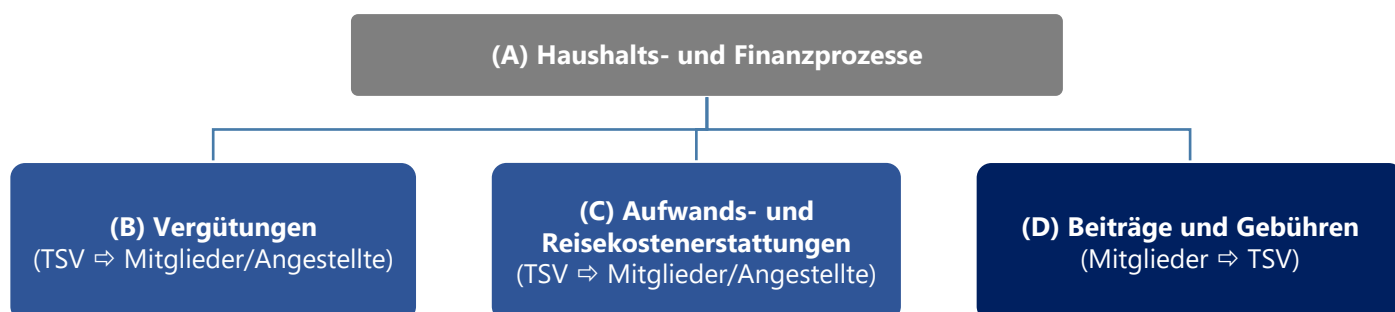 (A) Haushalts- und Finanzprozesse
(B) Vergütungen
(TSV ⇨ Mitglieder/Angestellte)
(C) Aufwands- und
Reisekostenerstattungen
(TSV ⇨ Mitglieder/Angestellte)
(D) Beiträge und Gebühren
(Mitglieder ⇨ TSV)